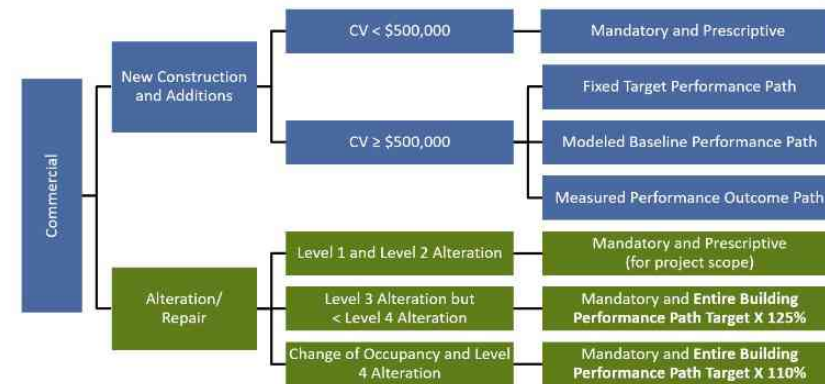 Commercial
New Construction
and Additions
CV < $500,000
Mandatory and Prescriptive
CV ≥ $500,000
Fixed Target Performance Path
Modeled Baseline Performance Path
Measured Performance Outcome Path
Alteration/
Repair
Level 1 and Level 2 Alteration
Mandatory and Prescriptive
(for project scope)
Level 3 Alteration but
< Level 4 Alteration
Mandatory and Entire Building
Performance Path Target X 125%
Change of Occupancy and Level
4 Alteration
Mandatory and Entire Building
Performance Path Target X 110%